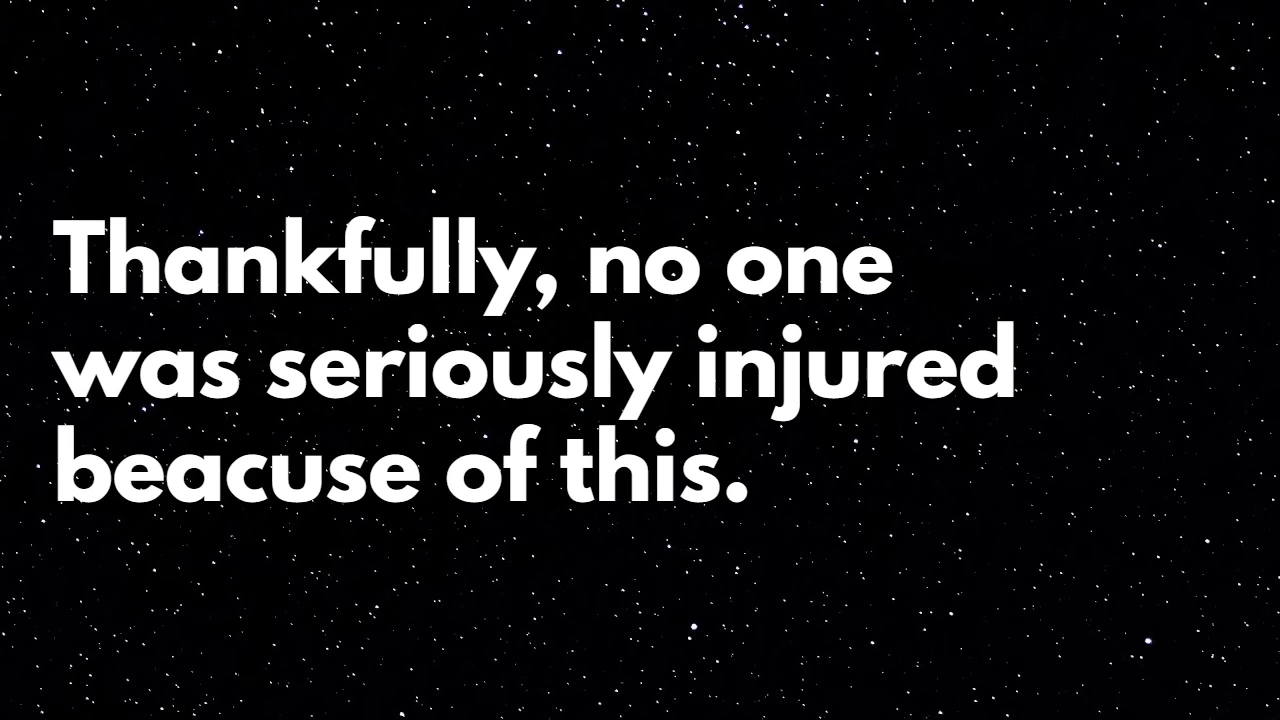 Thankfully, no one
was seriously injured
beacuse of this.